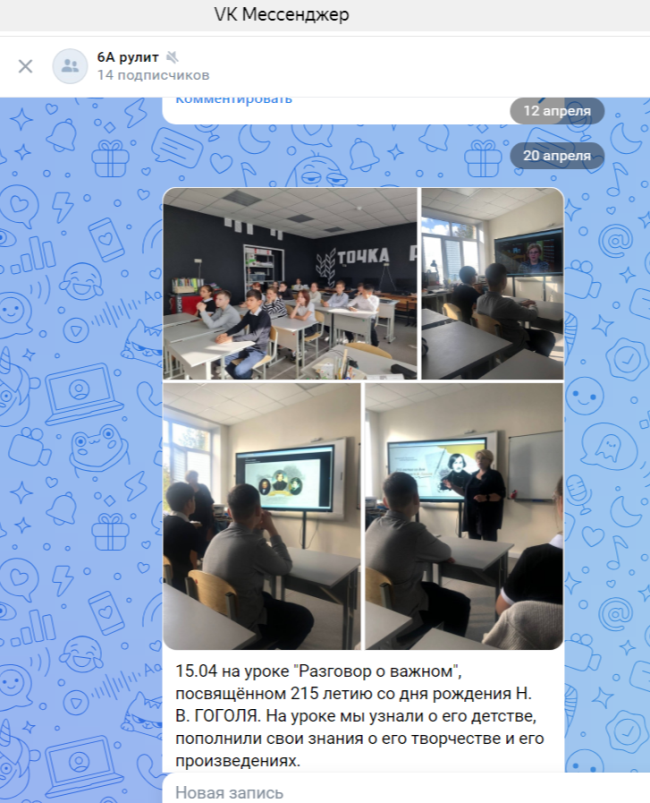 VK Мессенджер
6А рулит
14 подписчиков
Комментировать
12 апреля
20 апреля
ТОЧКА Р
15.04 на уроке "Разговор о важном",
посвящённом 215 летию со дня рождения Н.
В. ГОГОЛЯ. На уроке мы узнали о его детстве,
пополнили свои знания о его творчестве и его
произведениях.
Новая запись